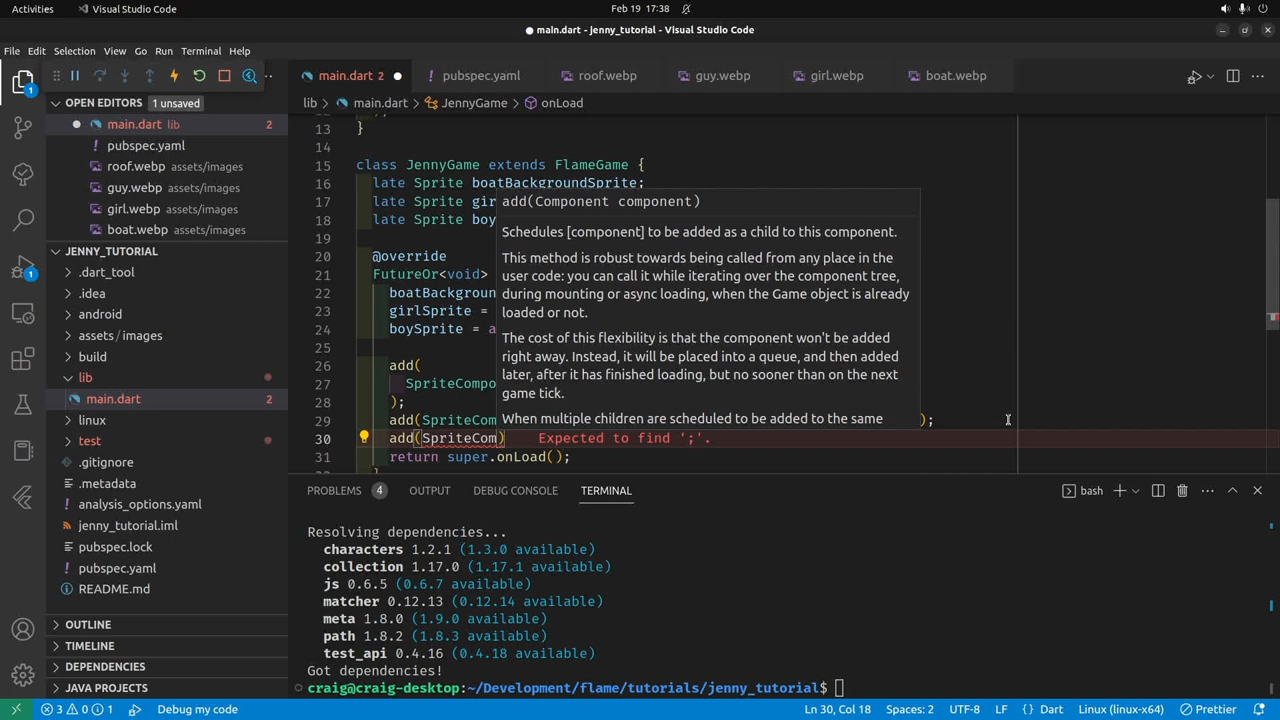 Activities
Visual Studio Code
Feb 19 17:38
main.dart - jenny_tutorial - Visual Studio Code
File Edit Selection View Go Run Terminal Help
main.dart 2
pubspec.yaml
roof.webp
guy.webp
girl.webp
boat.webp
OPEN EDITORS 1 unsaved
main.dart lib 2
pubspec.yaml
roof.webp assets/images
guy.webp assets/images
girl.webp assets/images
boat.webp assets/images
JENNY_TUTORIAL
.dart_tool
.idea
android
assets / images
build
lib
main.dart 2
linux
test
.gitignore
.metadata
analysis_options.yaml
jenny_tutorial.iml
pubspec.lock
pubspec.yaml
README.md
OUTLINE
TIMELINE
DEPENDENCIES
JAVA PROJECTS
1
1
lib > main.dart > JennyGame > onLoad
13 }
14
15 class JennyGame extends FlameGame {
16 late Sprite boatBackgroundSprite;
17 late Sprite gir
18 late Sprite boy
19
20 @override
21 FutureOr<void>
22 boatBackgroun
23 girlSprite =
24 boySprite = a
25
26 add(
27 SpriteCompo
28 );
29 add(SpriteCom );
30 add(SpriteCom) Expected to find ';'.
31 return super.onLoad();
add(Component component)
Schedules [component] to be added as a child to this component.
This method is robust towards being called from any place in the
user code: you can call it while iterating over the component tree,
during mounting or async loading, when the Game object is already
loaded or not.
The cost of this flexibility is that the component won't be added
right away. Instead, it will be placed into a queue, and then added
later, after it has finished loading, but no sooner than on the next
game tick.
When multiple children are scheduled to be added to the same
PROBLEMS 4 OUTPUT DEBUG CONSOLE TERMINAL
bash
Resolving dependencies...
characters 1.2.1 (1.3.0 available)
collection 1.17.0 (1.17.1 available)
js 0.6.5 (0.6.7 available)
matcher 0.12.13 (0.12.14 available)
meta 1.8.0 (1.9.0 available)
path 1.8.2 (1.8.3 available)
test_api 0.4.16 (0.4.18 available)
Got dependencies!
craig@craig-desktop:~/Development/flame/tutorials/jenny_tutorial$
3 0 1 Debug my code
Ln 30, Col 18 Spaces: 2 UTF-8 LF {} Dart Linux (linux-x64) Prettier